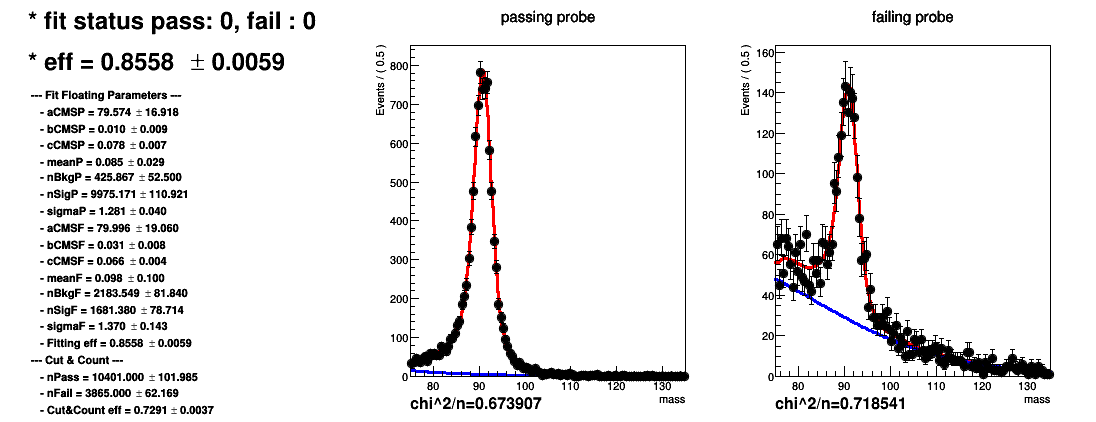 * fit status pass: 0, fail : 0
* eff = 0.8558 ± 0.0059
--- Fit Floating Parameters ---
- aCMSP = 79.574 ± 16.918
- bCMSP = 0.010 ± 0.009
- cCMSP = 0.078 ± 0.007
- meanP = 0.085 ± 0.029
- nBkgP = 425.867 ± 52.500
- nSigP = 9975.171 ± 110.921
- sigmaP = 1.281 ± 0.040
- aCMSF = 79.996 ± 19.060
- bCMSF = 0.031 ± 0.008
- cCMSF = 0.066 ± 0.004
- meanF = 0.098 ± 0.100
- nBkgF = 2183.549 ± 81.840
- nSigF = 1681.380 ± 78.714
- sigmaF = 1.370 ± 0.143
- Fitting eff = 0.8558 ± 0.0059
--- Cut & Count ---
- nPass = 10401.000 ± 101.985
- nFail = 3865.000 ± 62.169
- Cut&Count eff = 0.7291 ± 0.0037
passing probe
Events / ( 0.5 )
800
700
600
500
400
300
200
100
0
80 90 100 110 120 130
mass
chi^2/n=0.673907
failing probe
Events / ( 0.5 )
160
140
120
100
80
60
40
20
0
80 90 100 110 120 130
mass
chi^2/n=0.718541